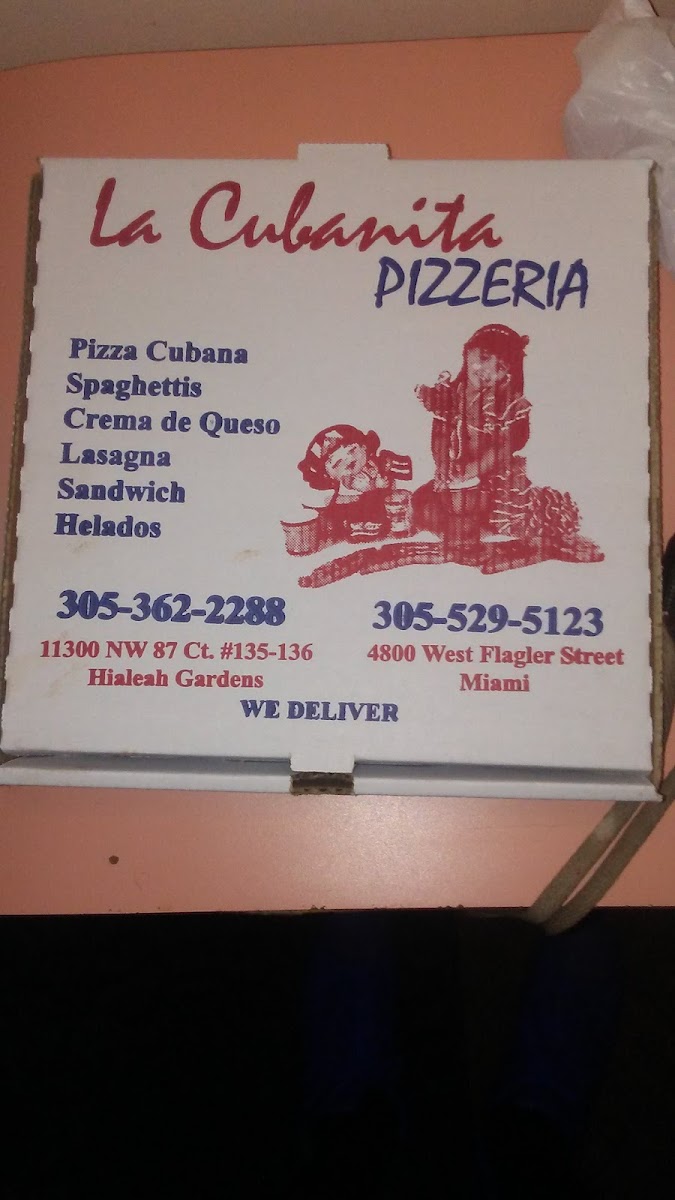 La Cubanita
PIZZERIA
Pizza Cubana
Spaghettis
Crema de Queso
Lasagna
Sandwich
Helados
305-362-2288
11300 NW 87 Ct. #135-136
Hialeah Gardens
305-529-5123
4800 West Flagler Street
Miami
WE DELIVER